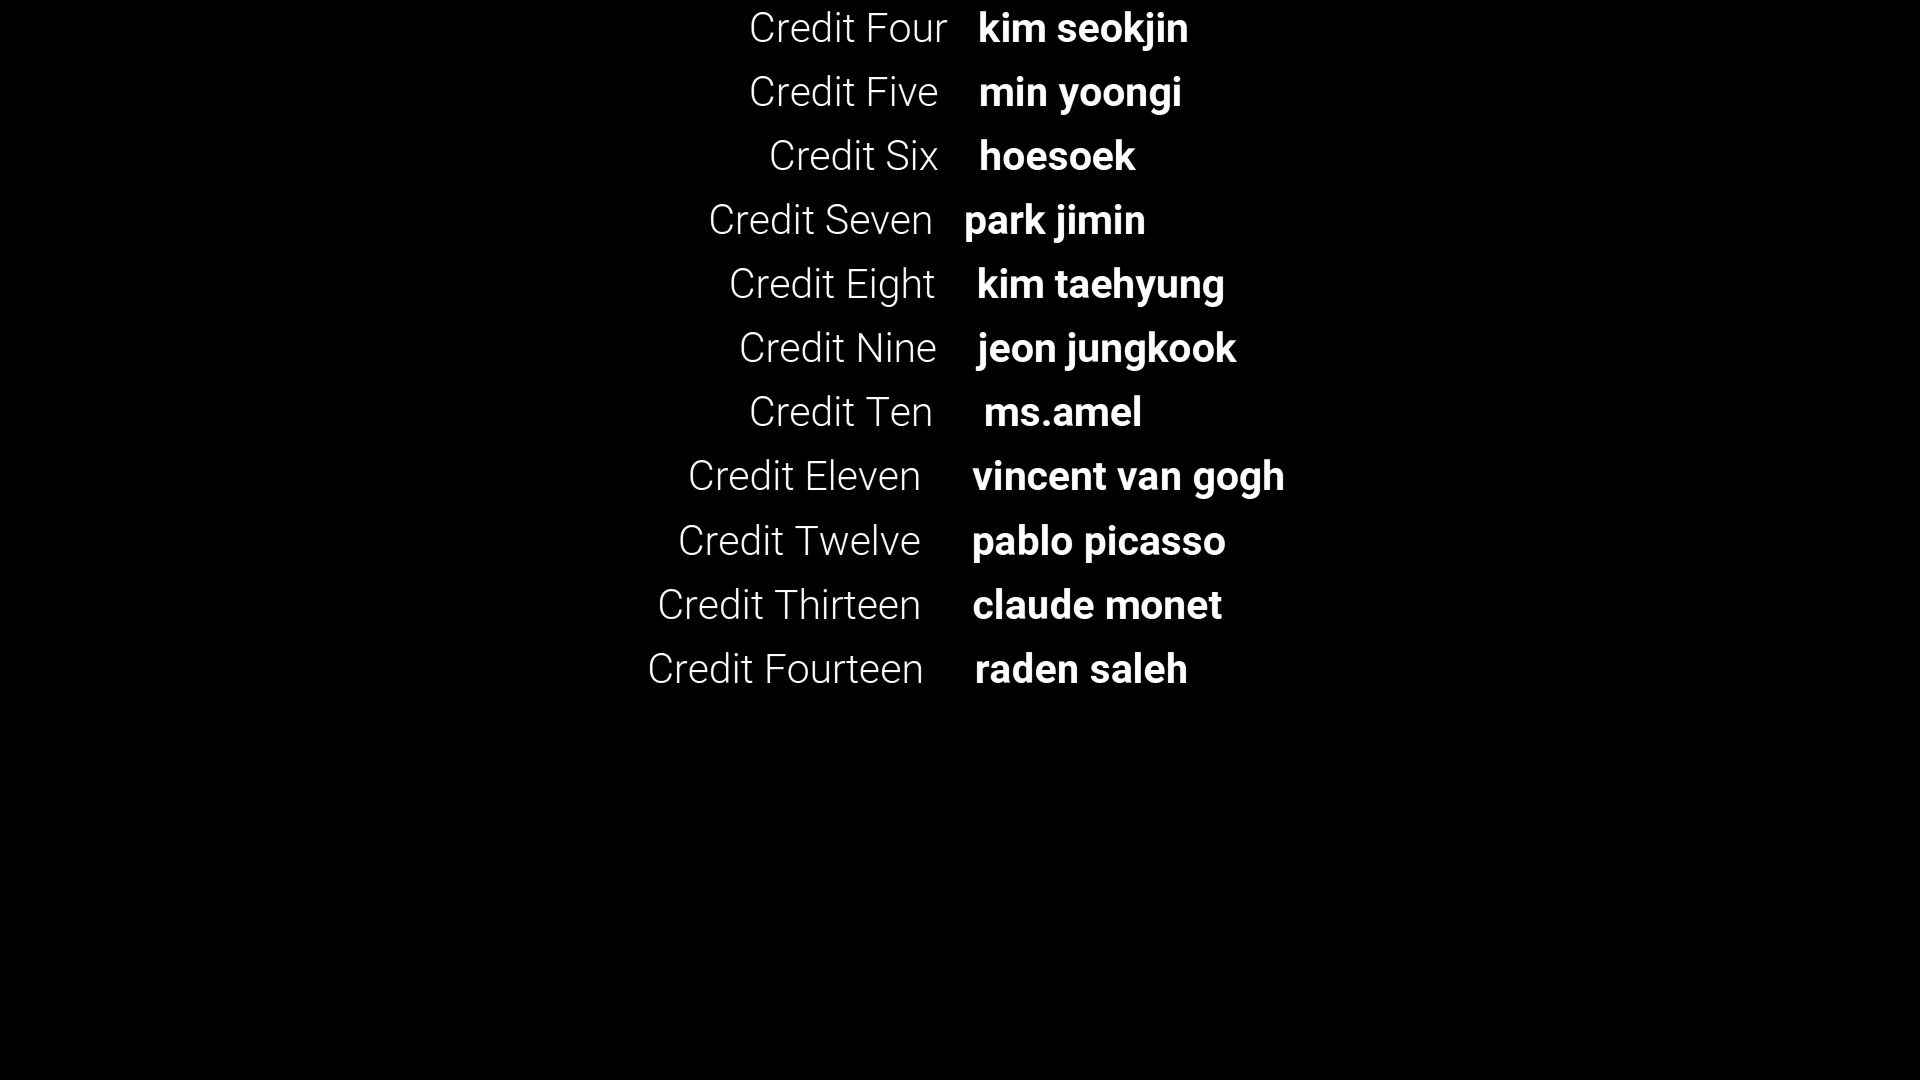 Credit Four kim seokjin
Credit Five min yoongi
Credit Six hoesoek
Credit Seven park jimin
Credit Eight kim taehyung
Credit Nine jeon jungkook
Credit Ten ms.amel
Credit Eleven vincent van gogh
Credit Twelve pablo picasso
Credit Thirteen claude monet
Credit Fourteen raden saleh